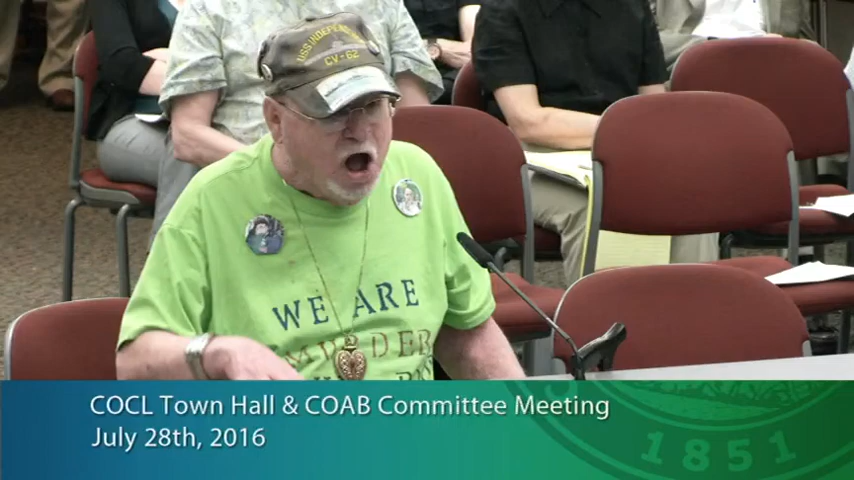 USS INDEPENDENCE
CV-62
WE ARE
COCL Town Hall & COAB Committee Meeting
July 28th, 2016
1851